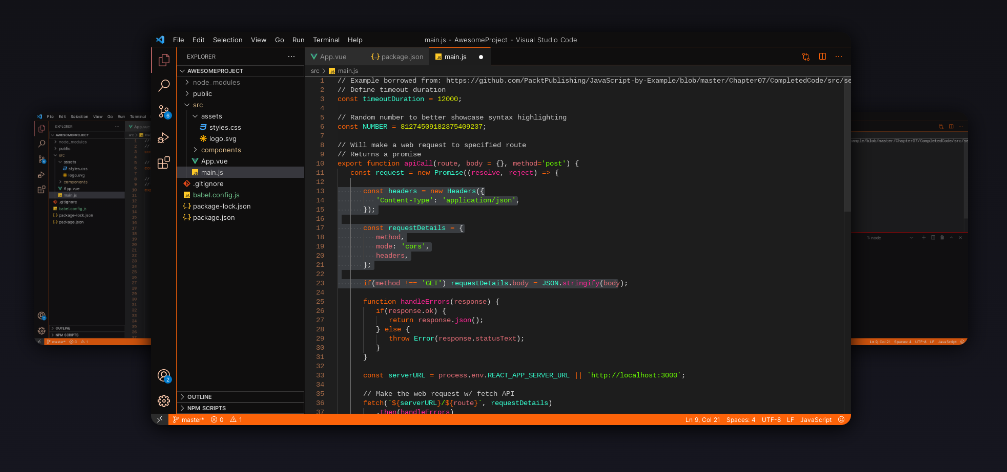 File Edit Selection View Go Run Terminal Help
main.js - AwesomeProject - Visual Studio Code
EXPLORER
AWESOMEPROJECT
node_modules
public
src
assets
styles.css
logo.svg
components
App.vue
main.js
.gitignore
babel.config.js
package-lock.json
package.json
OUTLINE
NPM SCRIPTS
App.vue
package.json
main.js
src > main.js
1 // Example borrowed from: https://github.com/PacktPublishing/JavaScript-by-Example/blob/master/Chapter07/CompletedCode/src/se
2 // Define timeout duration
3 const timeoutDuration = 12000;
4
5 // Random number to better showcase syntax highlighting
6 const NUMBER = 81274509182375409237;
7
8 // Will make a web request to specified route
9 // Returns a promise
10 export function apiCall(route, body = {}, method='post') {
11 const request = new Promise((resolve, reject) => {
12
13 const headers = new Headers({
14 'Content-Type': 'application/json',
15 });
16
17 const requestDetails = {
18 method,
19 mode: 'cors',
20 headers,
21 };
22
23 if(method !== 'GET') requestDetails.body = JSON.stringify(body);
24
25 function handleErrors(response) {
26 if(response.ok) {
27 return response.json();
28 } else {
29 throw Error(response.statusText);
30 }
31 }
32
33 const serverURL = process.env.REACT_APP_SERVER_URL || `http://localhost:3000`;
34
35 // Make the web request w/ fetch API
36 fetch(`${serverURL}/${route}`, requestDetails)
37 .then(handleErrors)
master* 0 1
Ln 9, Col 21 Spaces: 4 UTF-8 LF JavaScript